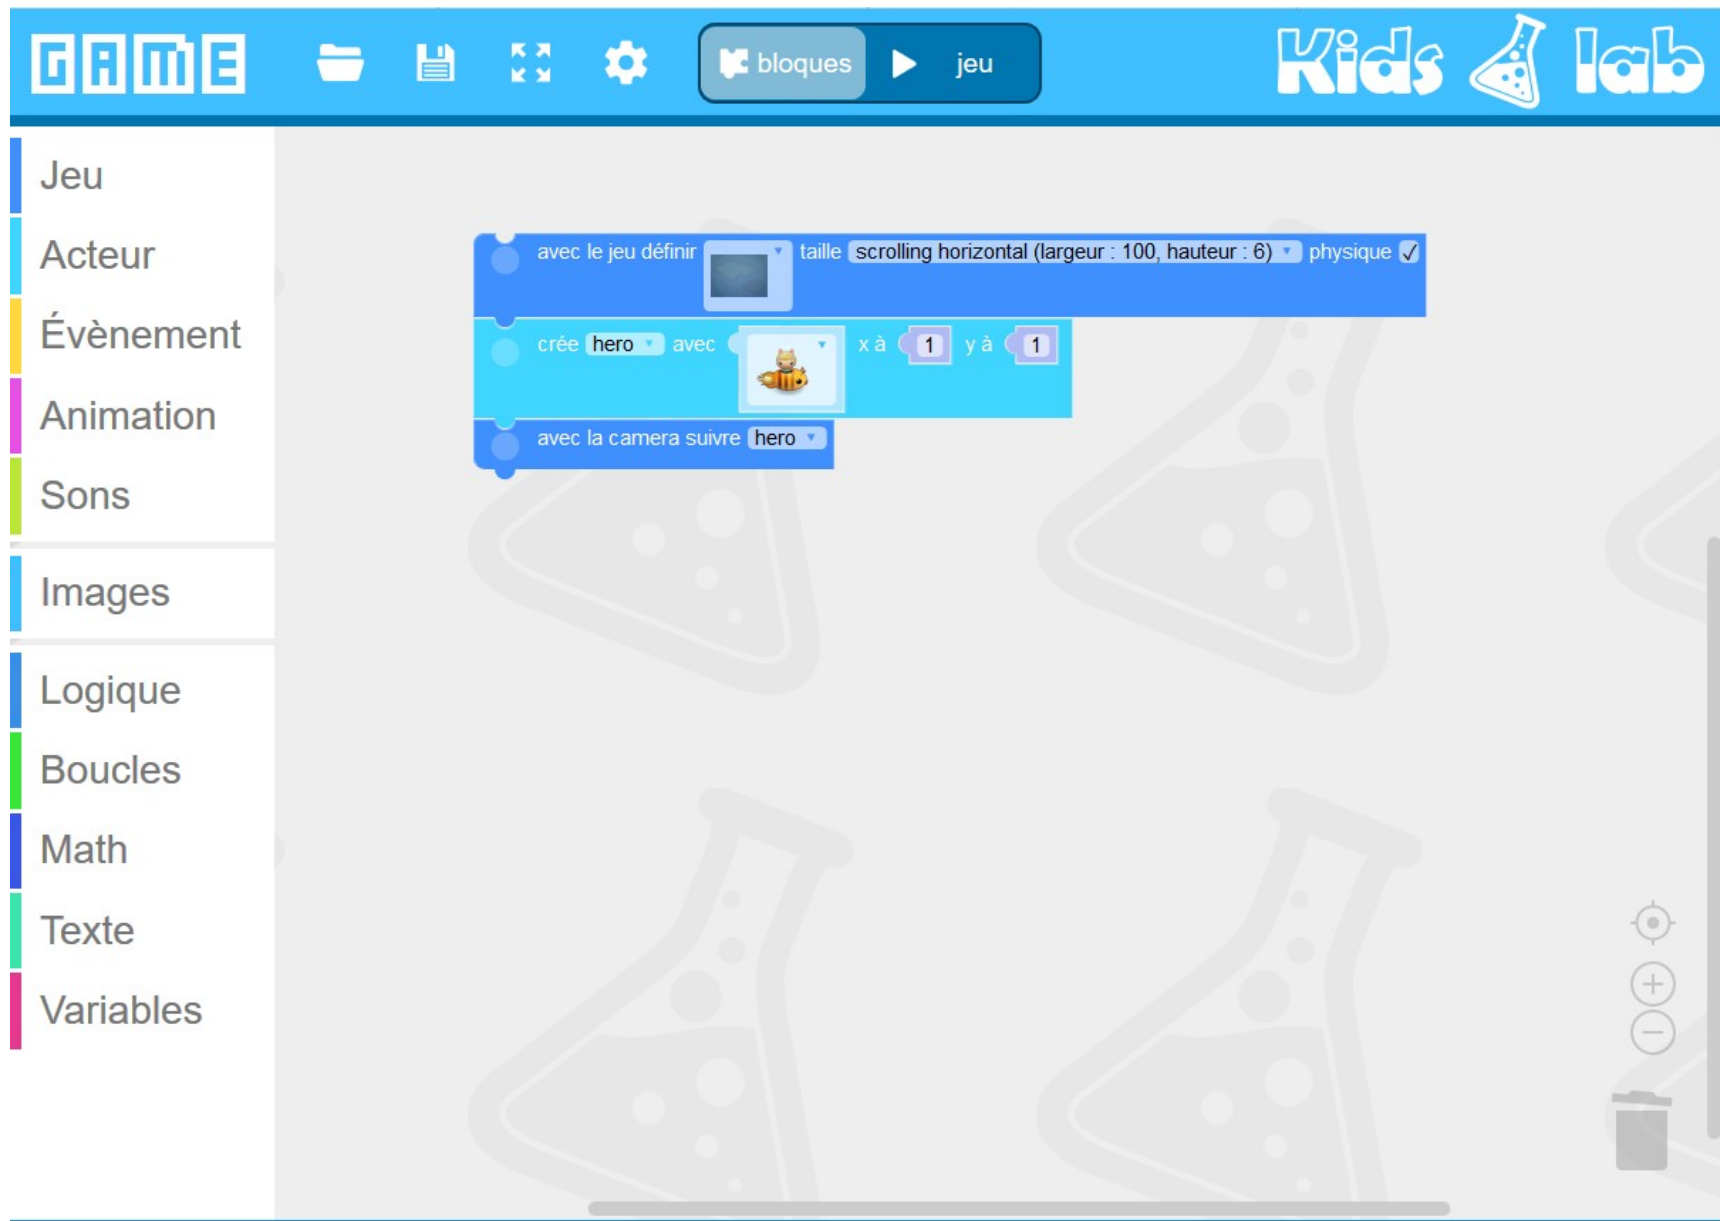 GAME bloques jeu Kids lab
Jeu
Acteur
Évènement
Animation
Sons
Images
Logique
Boucles
Math
Texte
Variables
avec le jeu définir taille scrolling horizontal (largeur : 100, hauteur : 6) physique
crée hero avec x à 1 y à 1
avec la camera suivre hero